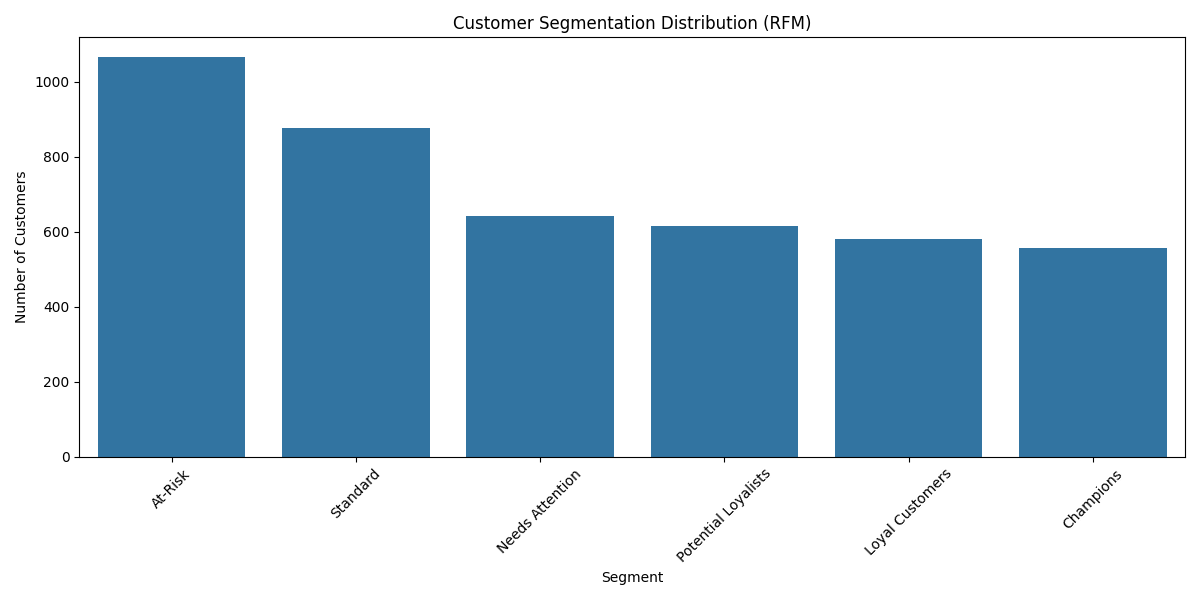 Customer Segmentation Distribution (RFM)
Number of Customers
1000
800
600
400
200
0
At-Risk
Standard
Needs Attention
Potential Loyalists
Loyal Customers
Champions
Segment